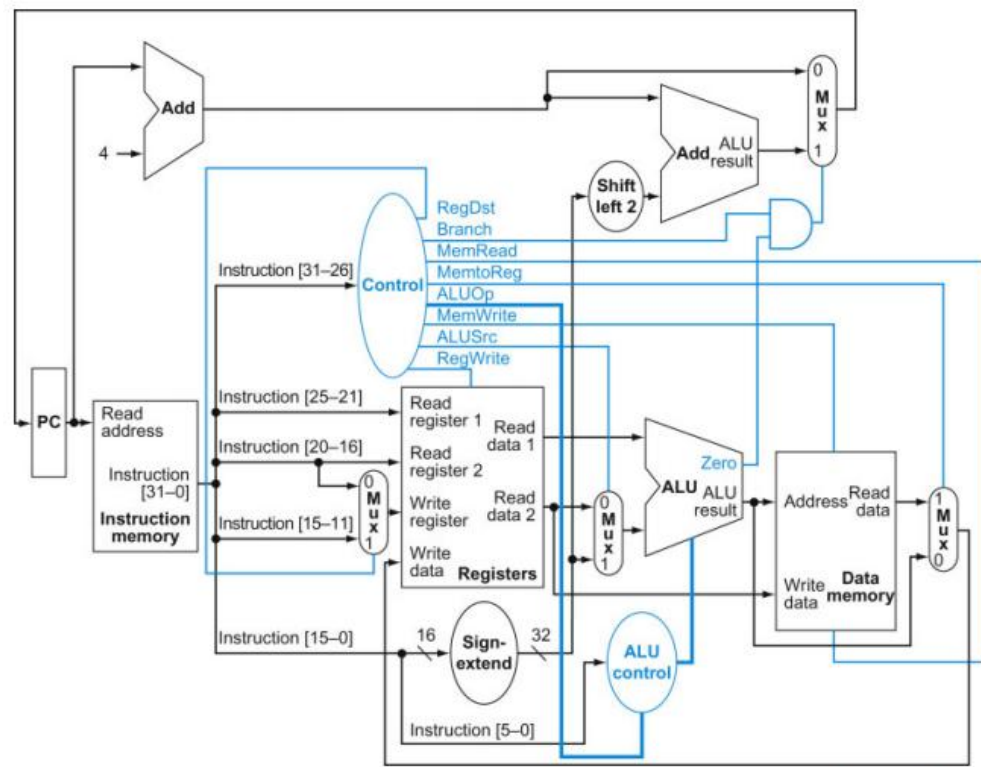 Add
4
0
M
u
x
1
Add ALU
result
Shift
left 2
RegDst
Branch
MemRead
MemtoReg
ALUOp
MemWrite
ALUSrc
RegWrite
Control
Instruction [31–26]
Instruction [25–21]
Instruction [20–16]
Instruction [15–11]
Instruction [15–0]
Instruction [5–0]
PC
Read
address
Instruction
[31–0]
Instruction
memory
0
M
u
x
1
Read
register 1
Read
register 2
Write
register
Write
data
Read
data 1
Read
data 2
Registers
16
Sign-
extend
32
0
M
u
x
1
Zero
ALU ALU
result
ALU
control
Address
Read
data
Write
data
Data
memory
1
M
u
x
0